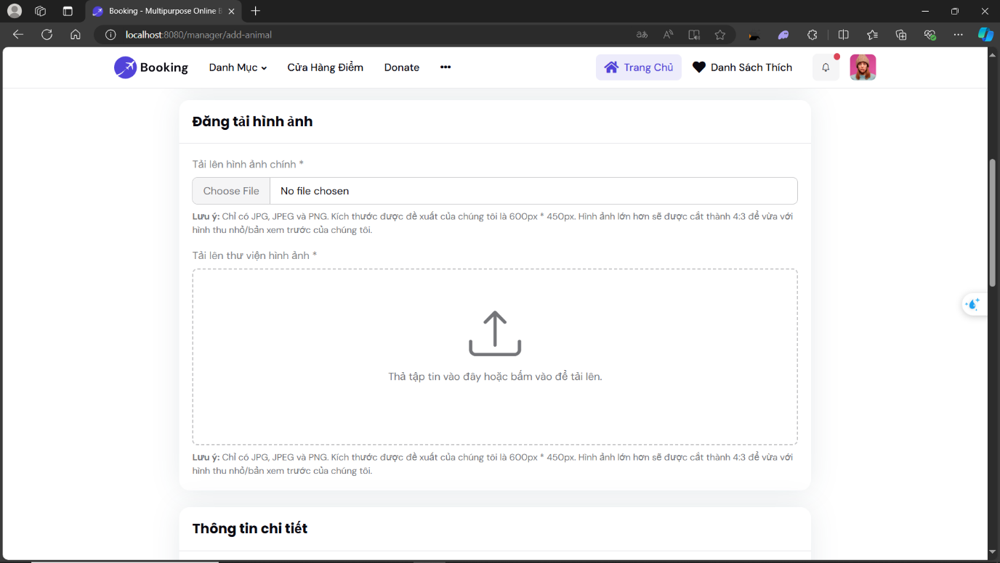 Booking - Multipurpose Online B
localhost:8080/manager/add-animal
Booking
Danh Mục
Cửa Hàng Điểm
Donate
Trang Chủ
Danh Sách Thích
Đăng tải hình ảnh
Tải lên hình ảnh chính *
Choose File No file chosen
Lưu ý: Chỉ có JPG, JPEG và PNG. Kích thước được đề xuất của chúng tôi là 600px * 450px. Hình ảnh lớn hơn sẽ được cắt thành 4:3 để vừa với
hình thu nhỏ/bản xem trước của chúng tôi.
Tải lên thư viện hình ảnh *
Thả tập tin vào đây hoặc bấm vào để tải lên.
Lưu ý: Chỉ có JPG, JPEG và PNG. Kích thước được đề xuất của chúng tôi là 600px * 450px. Hình ảnh lớn hơn sẽ được cắt thành 4:3 để vừa với
hình thu nhỏ/bản xem trước của chúng tôi.
Thông tin chi tiết